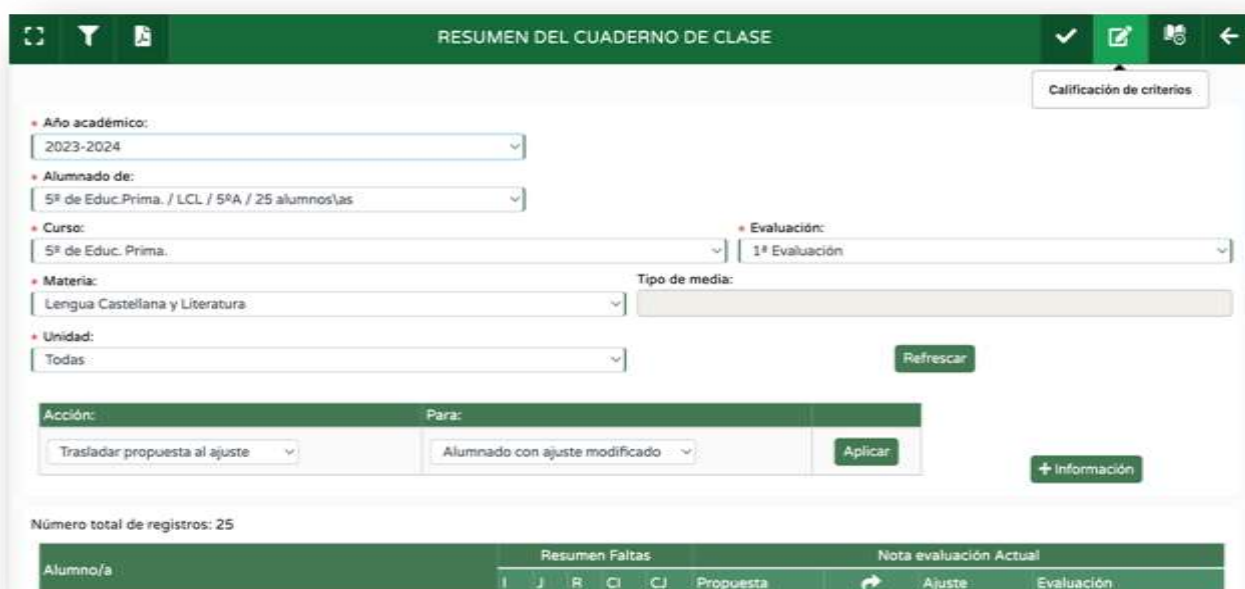 RESUMEN DEL CUADERNO DE CLASE
Calificación de criterios
* Año académico:
2023-2024
* Alumnado de:
5º de Educ.Prima. / LCL / 5ºA / 25 alumnos\as
* Curso:
5º de Educ. Prima.
* Evaluación:
1ª Evaluación
* Materia:
Lengua Castellana y Literatura
Tipo de media:
* Unidad:
Todas
Refrescar
Acción: Para:
Trasladar propuesta al ajuste Alumnado con ajuste modificado Aplicar
+ Información
Número total de registros: 25
Alumno/a Resumen Faltas Nota evaluación Actual
I J R CI CJ Propuesta Ajuste Evaluación